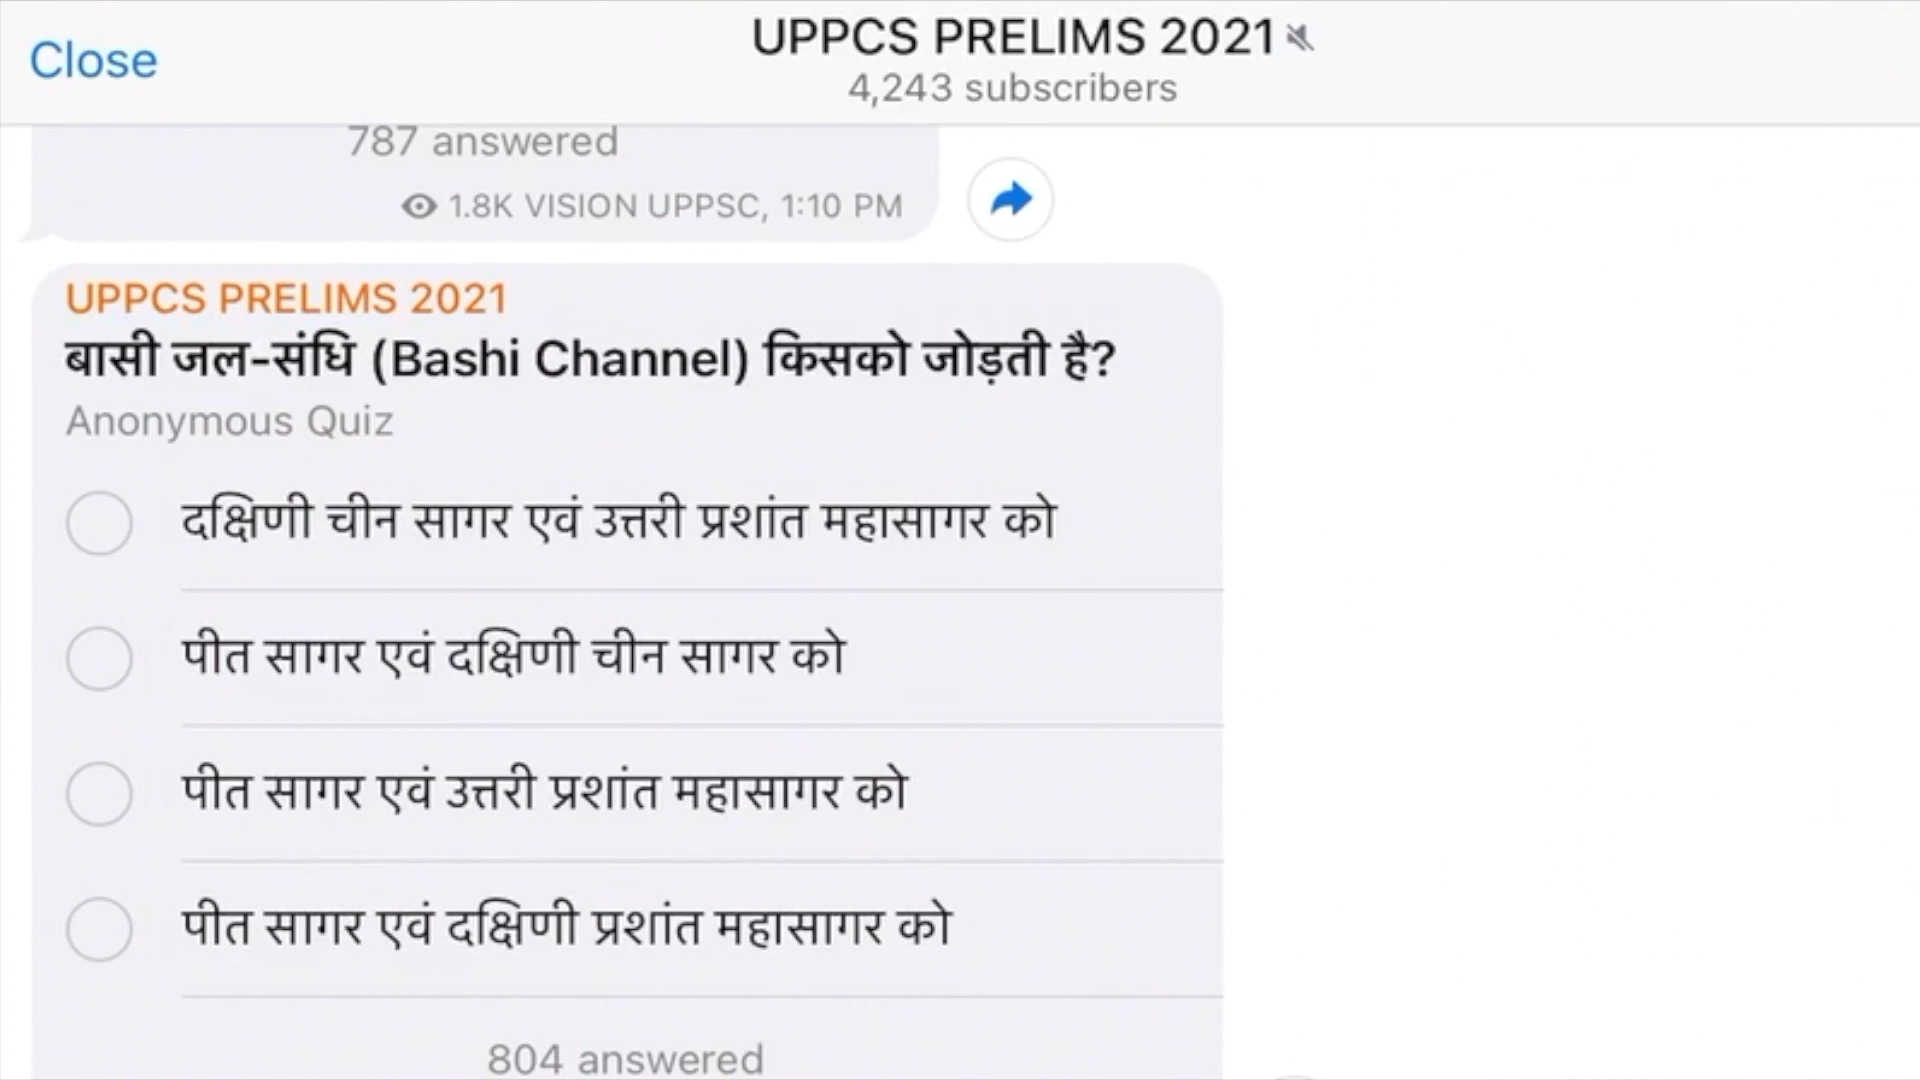 Close
UPPCS PRELIMS 2021
4,243 subscribers
787 answered
1.8K VISION UPPSC, 1:10 PM
UPPCS PRELIMS 2021
बासी जल-संधि (Bashi Channel) किसको जोड़ती है?
Anonymous Quiz
दक्षिणी चीन सागर एवं उत्तरी प्रशांत महासागर को
पीत सागर एवं दक्षिणी चीन सागर को
पीत सागर एवं उत्तरी प्रशांत महासागर को
पीत सागर एवं दक्षिणी प्रशांत महासागर को
804 answered